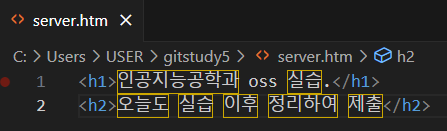 server.htm ×
C: > Users > USER > gitstudy5 > <> server.htm > h2
1 <h1>인공지능공학과 oss 실습.</h1>
2 <h2>오늘도 실습 이후 정리하여 제출</h2>